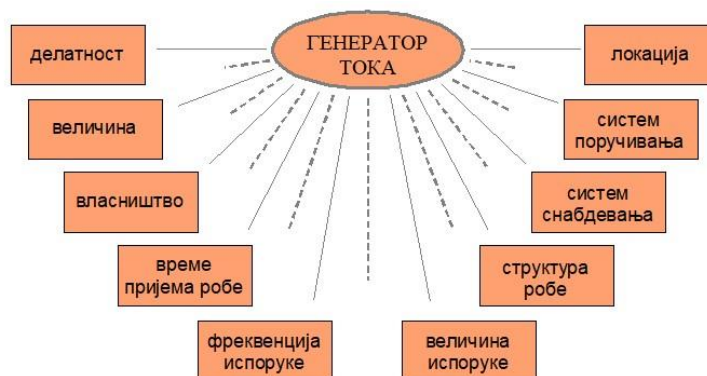 ГЕНЕРАТОР
ТОКА
делатност
локација
величина
систем
поручивања
власништво
систем
снабдевања
време
пријема робе
структура
робе
фреквенција
испоруке
величина
испоруке